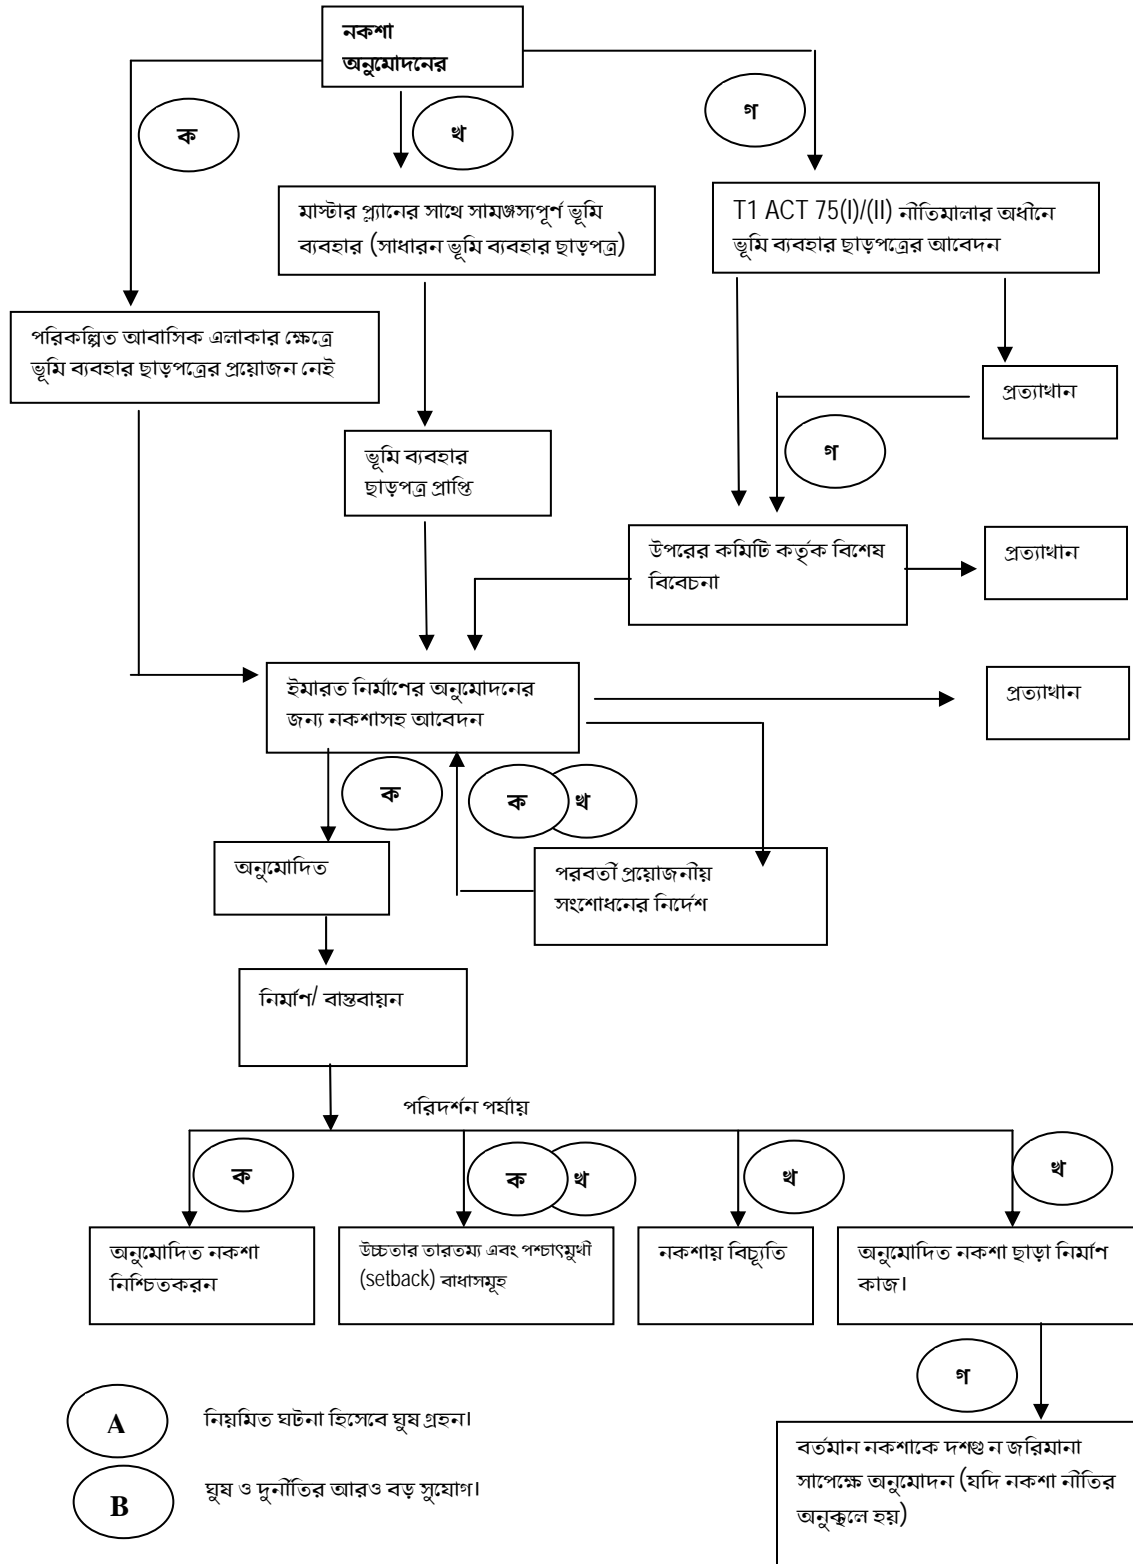 নকশা
অনুমোদনের
ক
খ
গ
মাস্টার প্ল্যানের সাথে সামঞ্জস্যপূর্ণ ভূমি
ব্যবহার (সাধারন ভূমি ব্যবহার ছাড়পত্র)
T1 ACT 75(I)/(II) নীতিমালার অধীনে
ভূমি ব্যবহার ছাড়পত্রের আবেদন
পরিকল্পিত আবাসিক এলাকার ক্ষেত্রে
ভূমি ব্যবহার ছাড়পত্রের প্রয়োজন নেই
প্রত্যাখান
গ
ভূমি ব্যবহার
ছাড়পত্র প্রাপ্তি
উপরের কমিটি কর্তৃক বিশেষ
বিবেচনা
প্রত্যাখান
ইমারত নির্মাণের অনুমোদনের
জন্য নকশাসহ আবেদন
প্রত্যাখান
ক
ক
খ
অনুমোদিত
পরবর্তী প্রয়োজনীয়
সংশোধনের নির্দেশ
নির্মাণ/ বাস্তবায়ন
পরিদর্শন পর্যায়
ক
ক
খ
খ
খ
অনুমোদিত নকশা
নিশ্চিতকরন
উচ্চতার তারতম্য এবং পশ্চাৎমুখী
(setback) বাধাসমূহ
নকশায় বিচ্যূতি
অনুমোদিত নকশা ছাড়া নির্মাণ
কাজ।
গ
A
নিয়মিত ঘটনা হিসেবে ঘুষ গ্রহন।
B
ঘুষ ও দুর্নীতির আরও বড় সুযোগ।
বর্তমান নকশাকে দশগু ন জরিমানা
সাপেক্ষে অনুমোদন (যদি নকশা নীতির
অনুকূলে হয়)